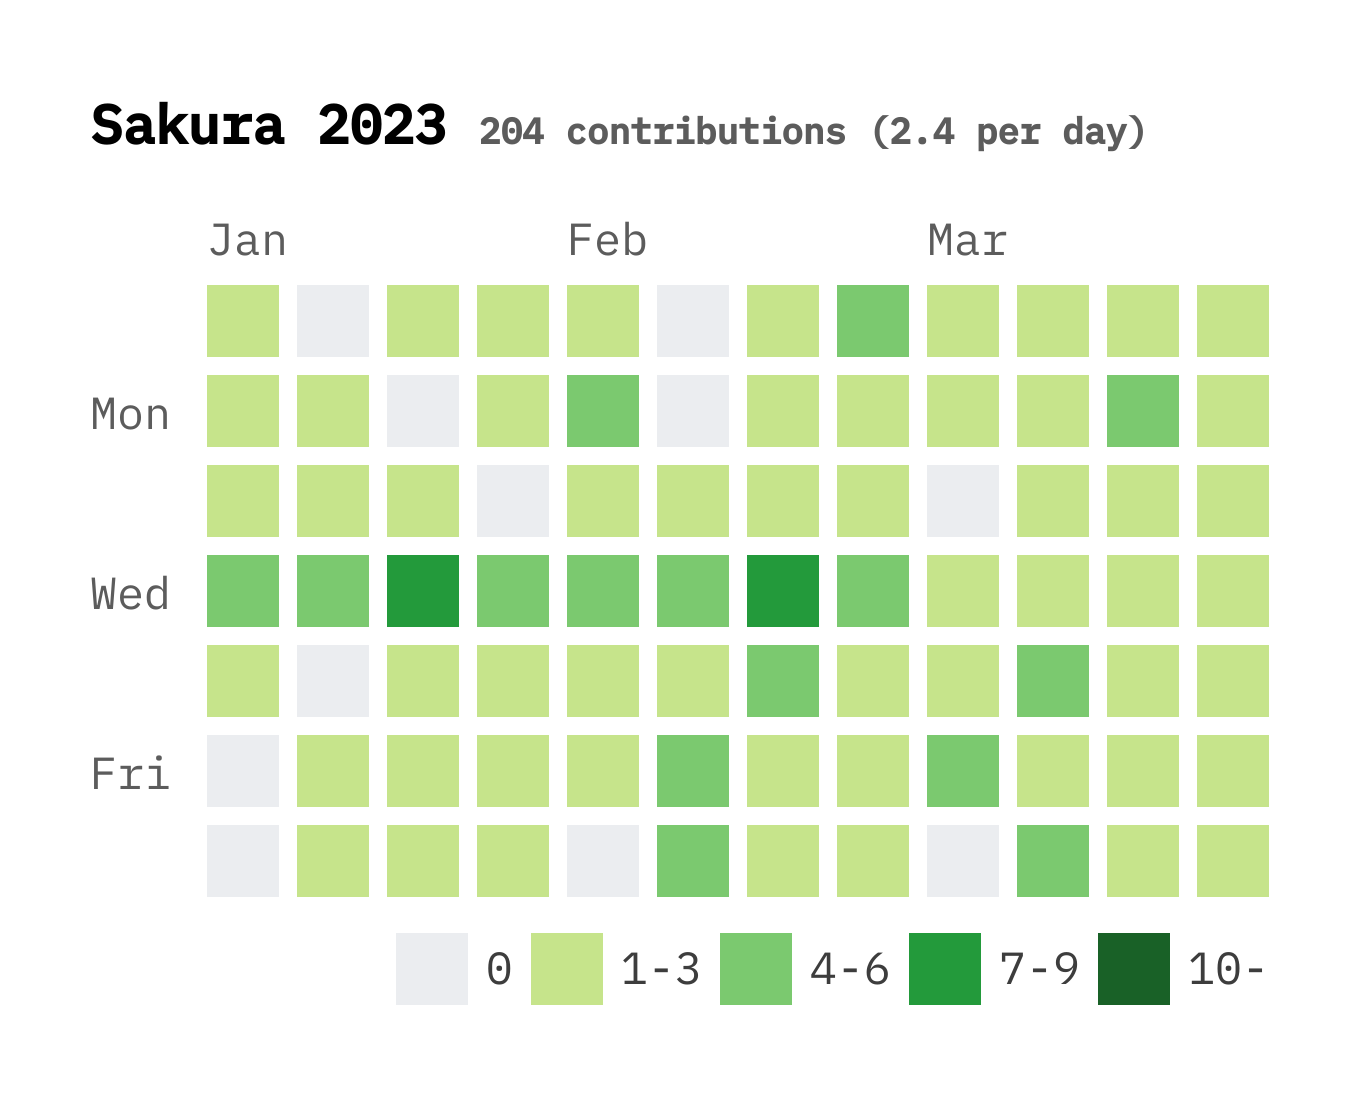 Sakura 2023 204 contributions (2.4 per day)
Jan Feb Mar
Mon
Wed
Fri
0 1-3 4-6 7-9 10-